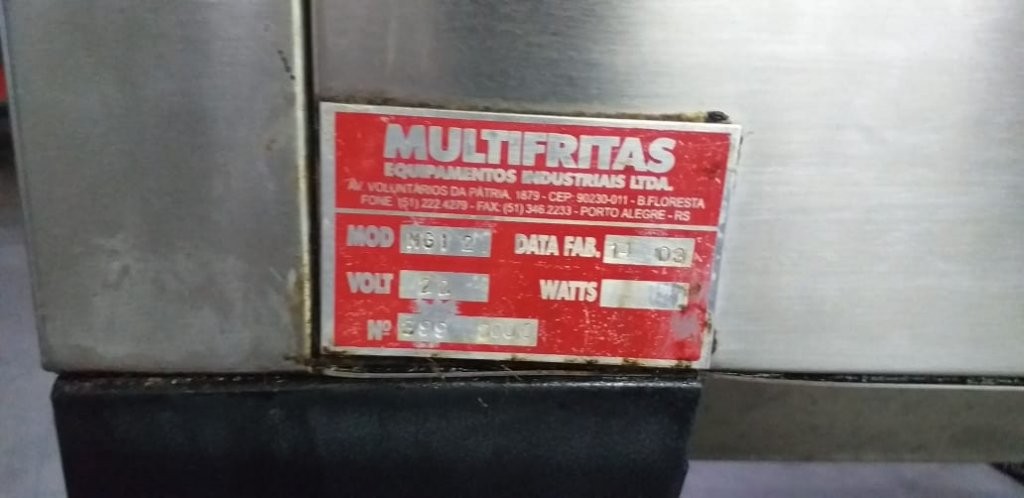 MULTIFRITAS
EQUIPAMENTOS INDUSTRIAIS LTDA.
AV. VOLUNTÁRIOS DA PÁTRIA, 1879 - CEP: 90230-011 - B.FLORESTA
FONE (51) 222.4279 - FAX: (51) 346.2233 - PORTO ALEGRE - RS
MOD DATA FAB. 03
VOLT WATTS
Nº